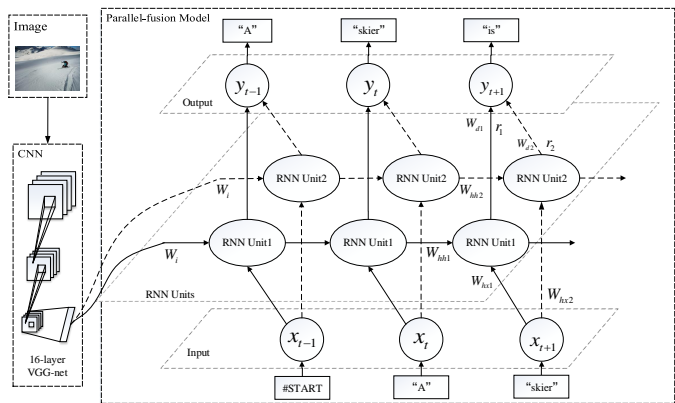 Parallel-fusion Model
Image
“A”
“skier”
“is”
y_{t−1}
y_t
y_{t+1}
Output
W_{d1}
r_1
W_{d2}
r_2
CNN
RNN Unit2
RNN Unit2
RNN Unit2
W_i
W_{hh2}
W_i
RNN Unit1
RNN Unit1
RNN Unit1
W_{hh1}
W_{hx1}
W_{hx2}
RNN Units
x_{t−1}
x_t
x_{t+1}
Input
16-layer
VGG-net
#START
“A”
“skier”